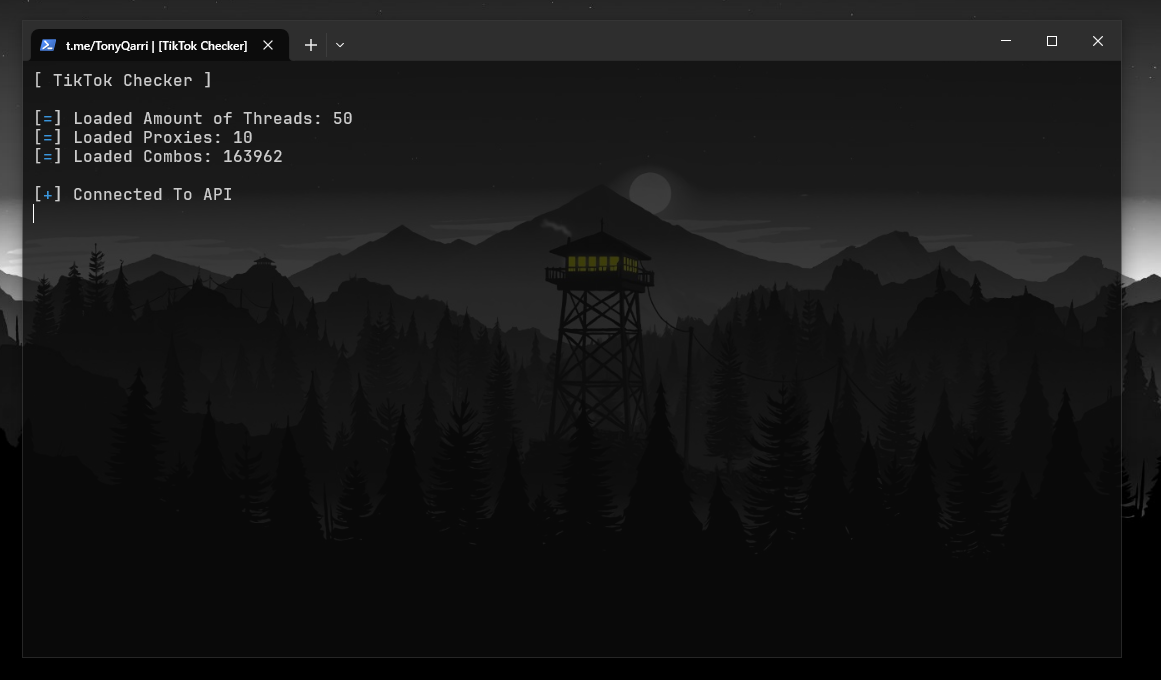 t.me/TonyQarri | [TikTok Checker]
[ TikTok Checker ]
[=] Loaded Amount of Threads: 50
[=] Loaded Proxies: 10
[=] Loaded Combos: 163962
[+] Connected To API